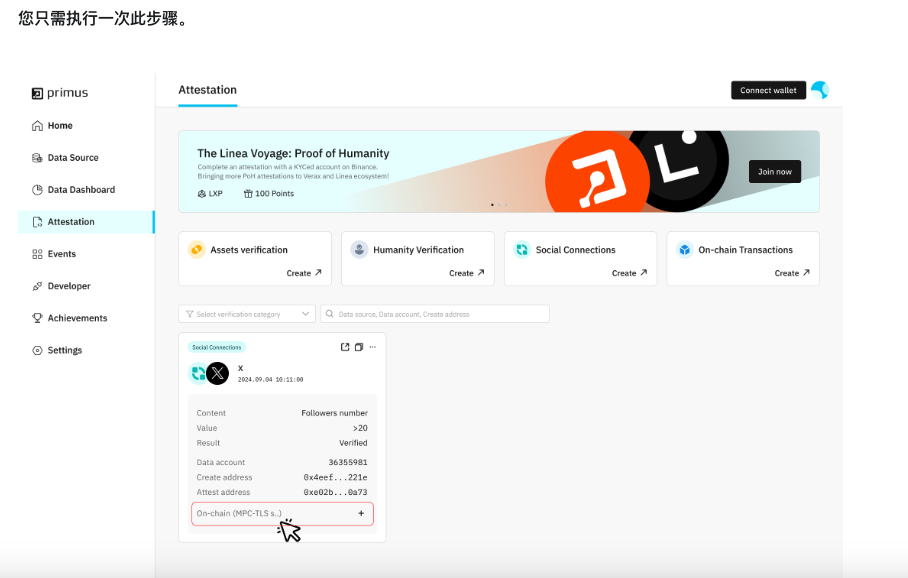 您只需执行一次此步骤。
primus
Attestation
Connect wallet
Home
Data Source
Data Dashboard
Attestation
Events
Developer
Achievements
Settings
The Linea Voyage: Proof of Humanity
Complete an attestation with a KYCed account on Binance.
Bringing more PoH attestations to Verax and Linea ecosystem!
LXP
100 Points
Join now
Assets verification
Create
Humanity Verification
Create
Social Connections
Create
On-chain Transactions
Create
Select verification category
Data source, Data account, Create address
Social Connections
X
2024.09.04 10:11:00
Content Followers number
Value >20
Result Verified
Data account 36355981
Create address 0x4eef...221e
Attest address 0xe02b...0a73
On-chain (MPC-TLS s..) +